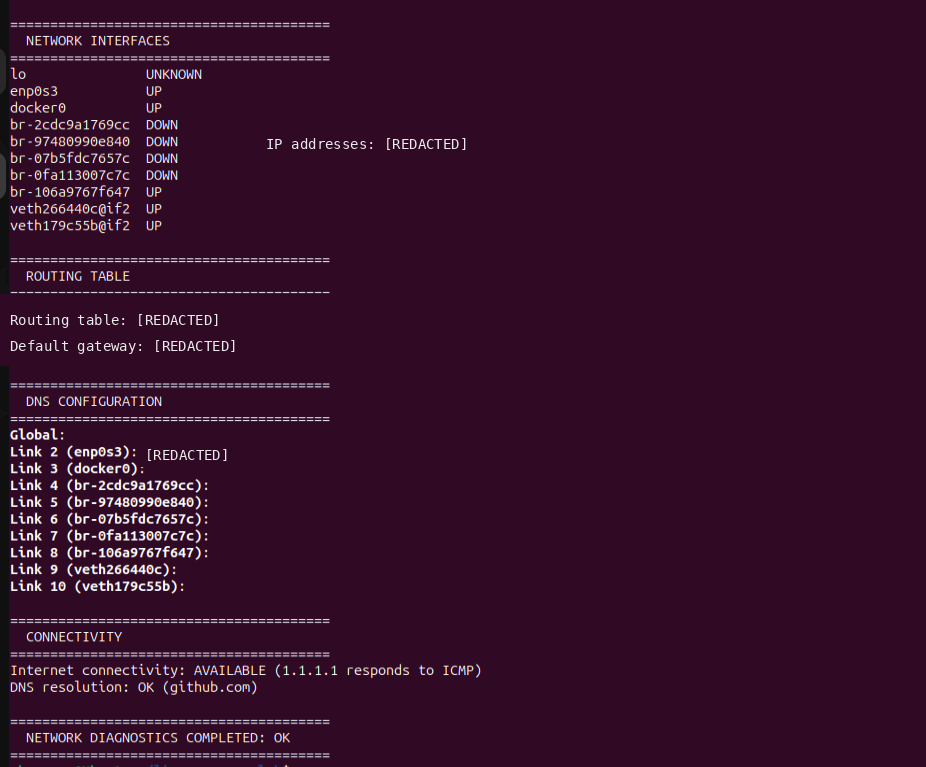 ========================================
NETWORK INTERFACES
========================================
lo UNKNOWN
enp0s3 UP
docker0 UP
br-2cdc9a1769cc DOWN
br-97480990e840 DOWN IP addresses: [REDACTED]
br-07b5fdc7657c DOWN
br-0fa113007c7c DOWN
br-106a9767f647 UP
veth266440c@if2 UP
veth179c55b@if2 UP
========================================
ROUTING TABLE
----------------------------------------
Routing table: [REDACTED]
Default gateway: [REDACTED]
========================================
DNS CONFIGURATION
========================================
Global:
Link 2 (enp0s3): [REDACTED]
Link 3 (docker0):
Link 4 (br-2cdc9a1769cc):
Link 5 (br-97480990e840):
Link 6 (br-07b5fdc7657c):
Link 7 (br-0fa113007c7c):
Link 8 (br-106a9767f647):
Link 9 (veth266440c):
Link 10 (veth179c55b):
========================================
CONNECTIVITY
========================================
Internet connectivity: AVAILABLE (1.1.1.1 responds to ICMP)
DNS resolution: OK (github.com)
========================================
NETWORK DIAGNOSTICS COMPLETED: OK
========================================